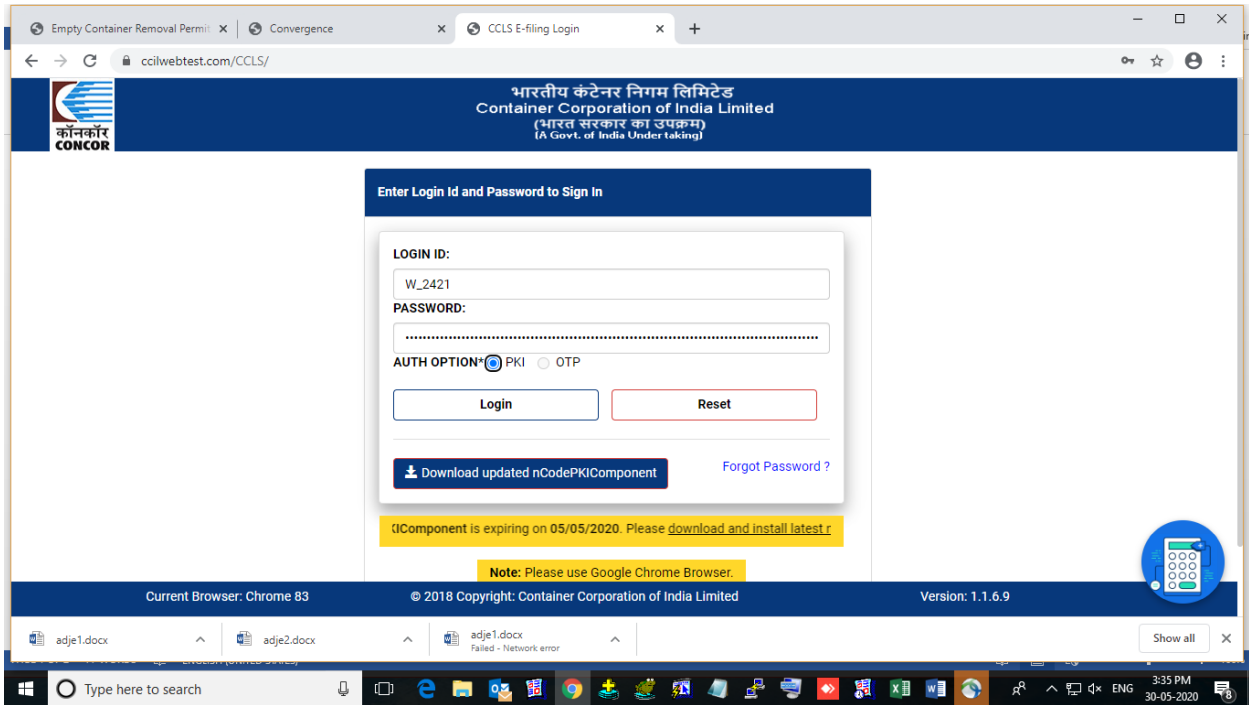 Empty Container Removal Permit
Convergence
CCLS E-filing Login
ccilwebtest.com/CCLS/
कॉनकॉर
CONCOR
भारतीय कंटेनर निगम लिमिटेड
Container Corporation of India Limited
(भारत सरकार का उपक्रम)
(A Govt. of India Undertaking)
Enter Login Id and Password to Sign In
LOGIN ID:
W_2421
PASSWORD:
AUTH OPTION* PKI OTP
Login Reset
Download updated nCodePKIComponent
Forgot Password ?
KIComponent is expiring on 05/05/2020. Please download and install latest r
Note: Please use Google Chrome Browser.
Current Browser: Chrome 83
© 2018 Copyright: Container Corporation of India Limited
Version: 1.1.6.9
adje1.docx
adje2.docx
adje1.docx
Failed - Network error
Show all
ENGLISH (UNITED STATES)
Type here to search
ENG
3:35 PM
30-05-2020
8